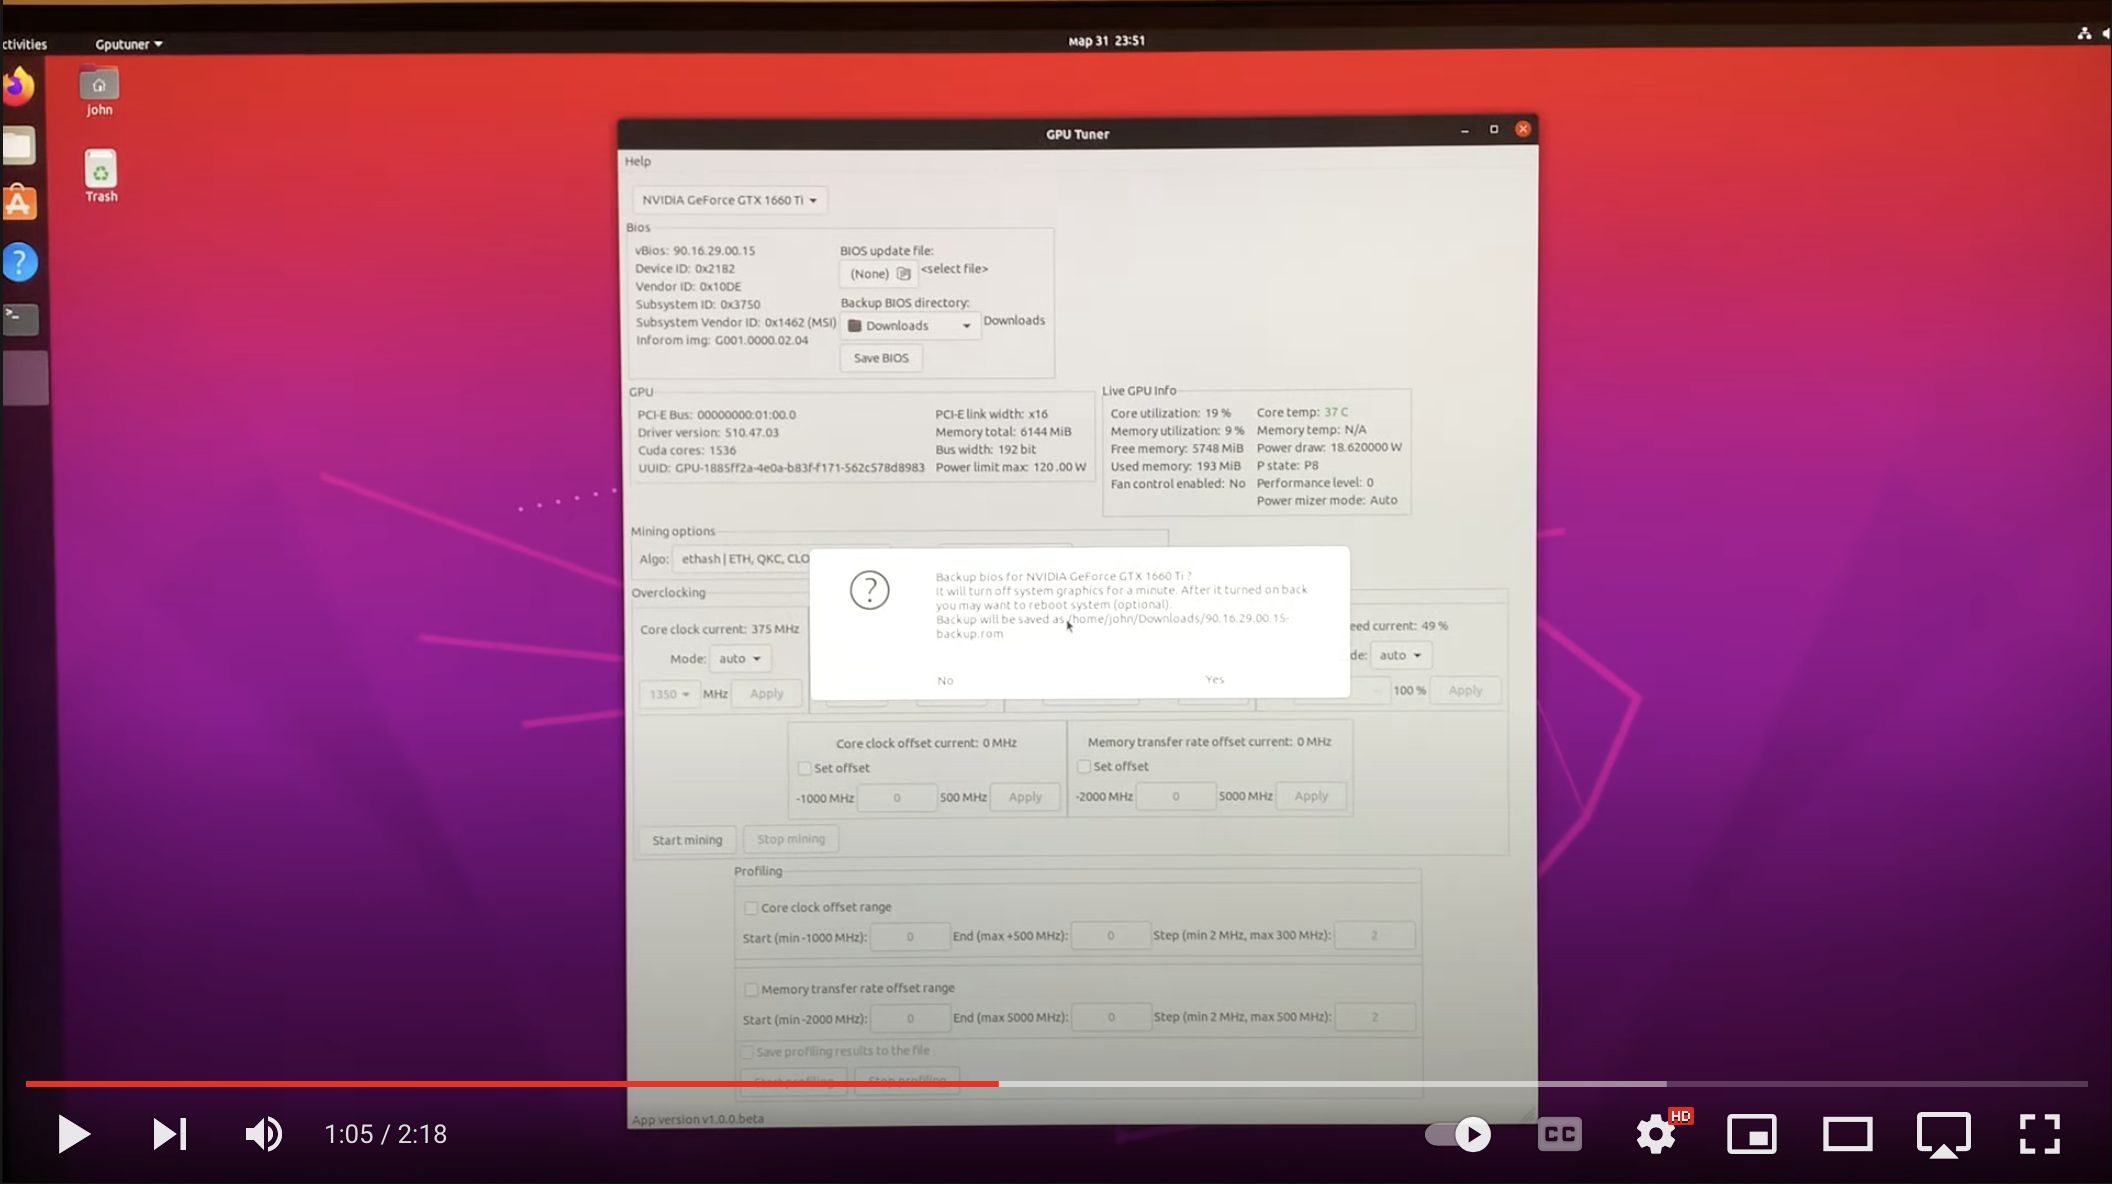 ctivities
Gputuner
мар 31 23:51
john
Trash
GPU Tuner
Help
NVIDIA GeForce GTX 1660 Ti
Bios
vBios: 90.16.29.00.15
Device ID: 0x2182
Vendor ID: 0x10DE
Subsystem ID: 0x3750
Subsystem Vendor ID: 0x1462 (MSI)
Inforom img: G001.0000.02.04
BIOS update file:
(None)
<select file>
Backup BIOS directory:
Downloads
Downloads
Save BIOS
GPU
PCI-E Bus: 00000000:01:00.0
Driver version: 510.47.03
Cuda cores: 1536
UUID: GPU-1885ff2a-4e0a-b83f-f171-562c578d8983
PCI-E link width: x16
Memory total: 6144 MiB
Bus width: 192 bit
Power limit max: 120.00 W
Live GPU Info
Core utilization: 19 %
Memory utilization: 9 %
Free memory: 5748 MiB
Used memory: 193 MiB
Fan control enabled: No
Core temp: 37 C
Memory temp: N/A
Power draw: 18.620000 W
P state: P8
Performance level: 0
Power mizer mode: Auto
Mining options
Algo: ethash | ETH, QKC, CLO
Overclocking
Core clock current: 375 MHz
Mode: auto
1350 MHz Apply
Backup bios for NVIDIA GeForce GTX 1660 Ti ?
It will turn off system graphics for a minute. After it turned on back
you may want to reboot system (optional).
Backup will be saved as /home/john/Downloads/90.16.29.00.15-
backup.rom
No
Yes
eed current: 49 %
de: auto
100 % Apply
Core clock offset current: 0 MHz
Set offset
-1000 MHz 0 500 MHz Apply
Memory transfer rate offset current: 0 MHz
Set offset
-2000 MHz 0 5000 MHz Apply
Start mining
Stop mining
Profiling
Core clock offset range
Start (min -1000 MHz): 0 End (max +500 MHz): 0 Step (min 2 MHz, max 300 MHz): 2
Memory transfer rate offset range
Start (min -2000 MHz): 0 End (max 5000 MHz): 0 Step (min 2 MHz, max 500 MHz): 2
Save profiling results to the file
Start profiling
Stop profiling
App version v1.0.0.beta
1:05 / 2:18
CC
HD